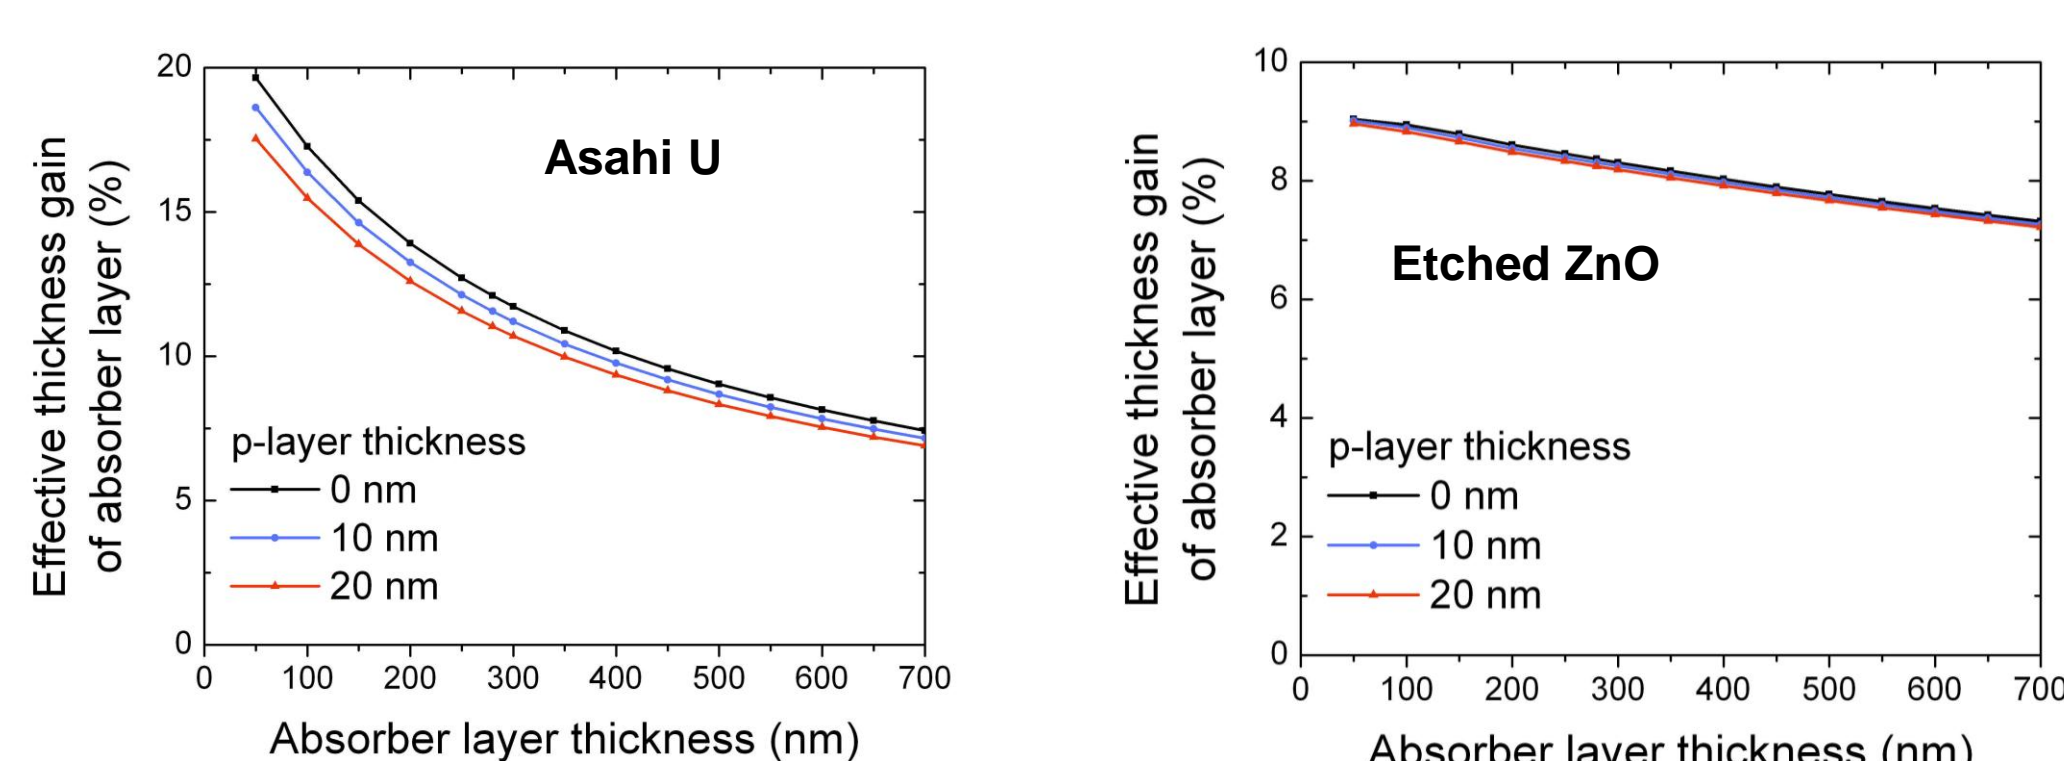 Effective thickness gain
of absorber layer (%)
20
15
10
5
0
Asahi U
p-layer thickness
0 nm
10 nm
20 nm
0 100 200 300 400 500 600 700
Absorber layer thickness (nm)
Effective thickness gain
of absorber layer (%)
10
8
6
4
2
0
Etched ZnO
p-layer thickness
0 nm
10 nm
20 nm
0 100 200 300 400 500 600 700
Absorber layer thickness (nm)